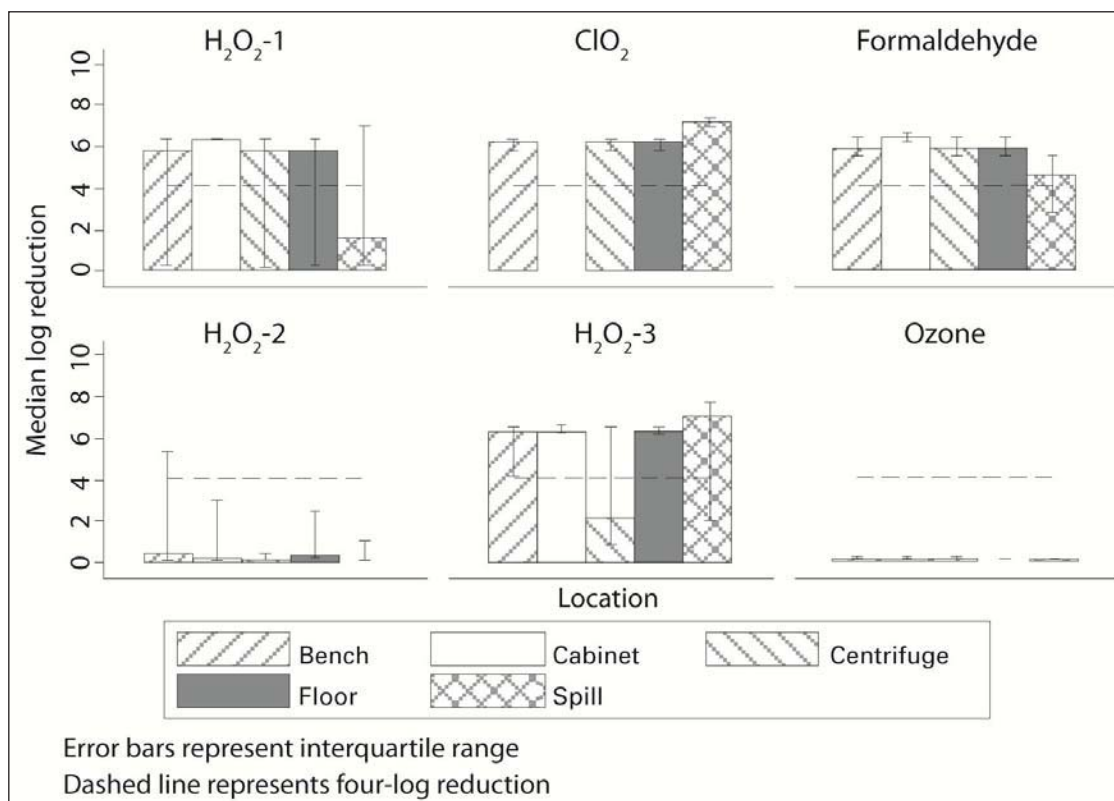 H₂O₂-1
ClO₂
Formaldehyde
10
8
6
4
2
0
H₂O₂-2
H₂O₂-3
Ozone
10
8
6
4
2
0
Median log reduction
Location
Bench
Cabinet
Centrifuge
Floor
Spill
Error bars represent interquartile range
Dashed line represents four-log reduction